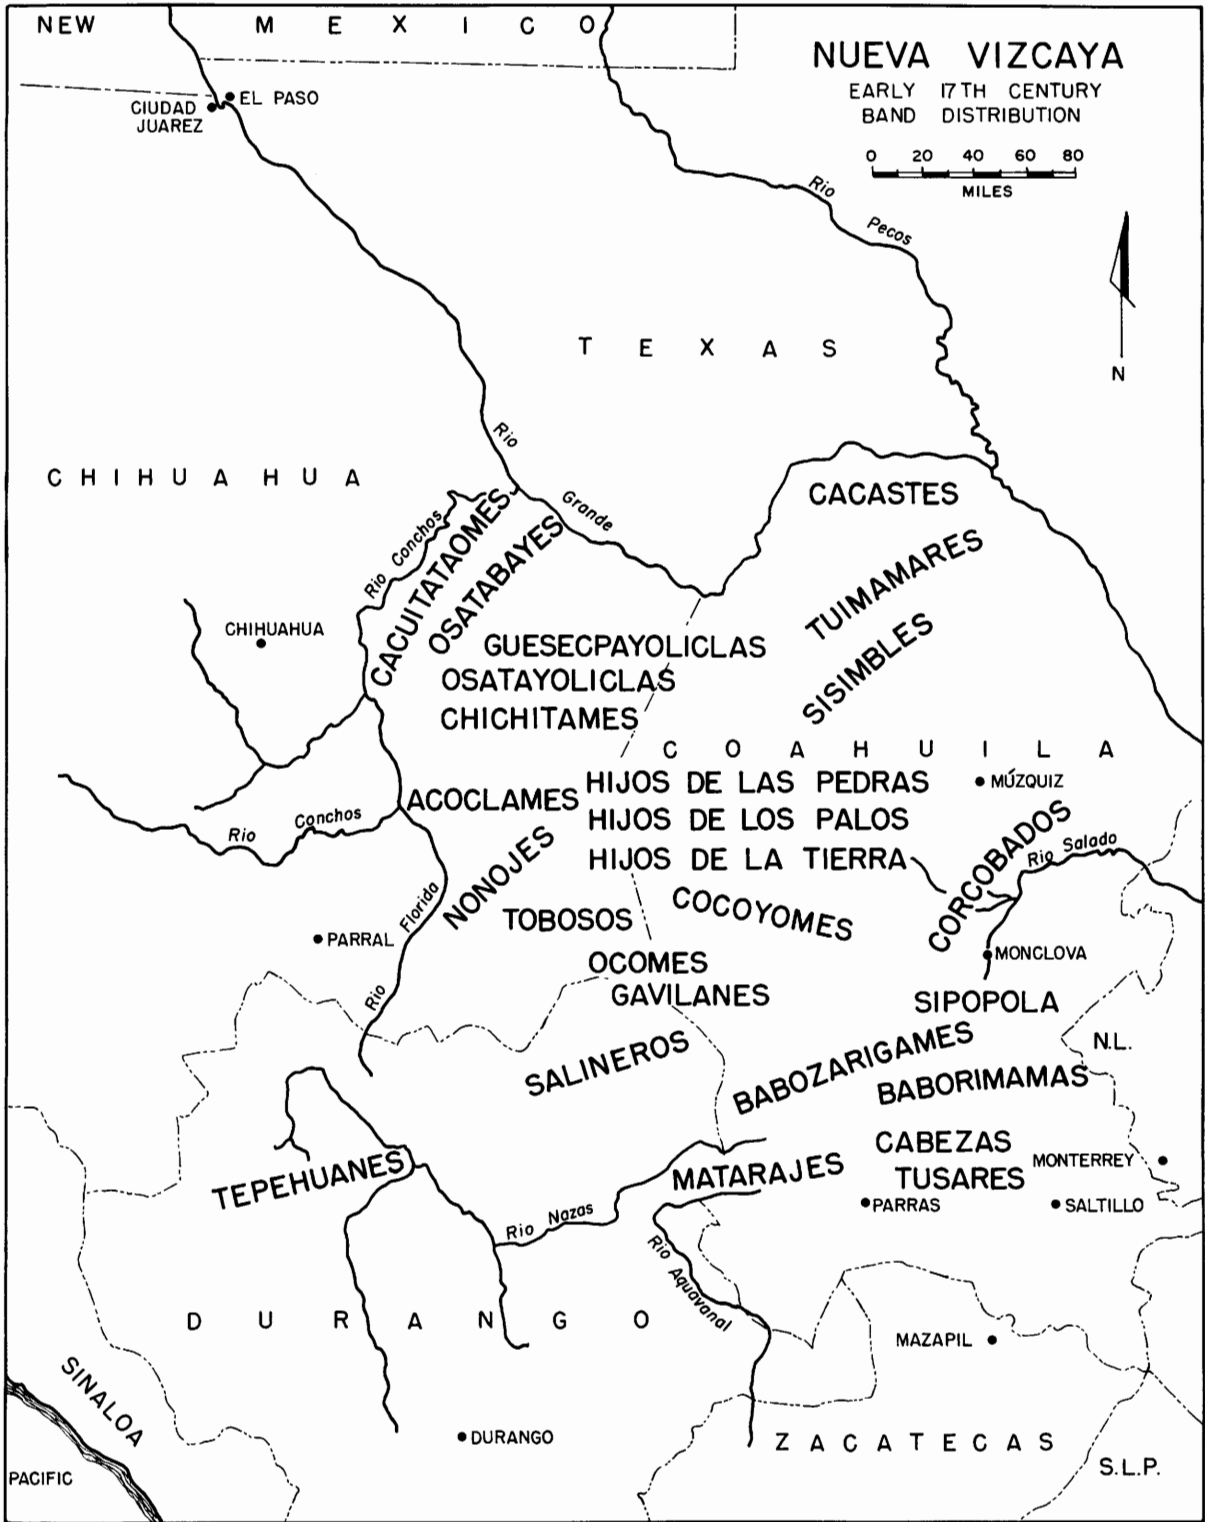 NEW MEXICO
NUEVA VIZCAYA
EARLY 17TH CENTURY
BAND DISTRIBUTION
0 20 40 60 80
MILES
EL PASO
CIUDAD
JUAREZ
Rio
Pecos
N
TEXAS
Rio
Grande
CHIHUAHUA
CACASTES
Rio Conchos
CACUITATAOMES
OSATABAYES
TUIMAMARES
SISIMBLES
CHIHUAHUA
GUESECPAYOLICLAS
OSATAYOLICLAS
CHICHITAMES
COAHUILA
HIJOS DE LAS PEDRAS
MÚZQUIZ
ACOCLAMES
HIJOS DE LOS PALOS
Rio Conchos
HIJOS DE LA TIERRA
CORCOBADOS
Rio Salado
NONOJES
COCOYOMES
TOBOSOS
PARRAL
Rio Florida
MONCLOVA
OCOMES
GAVILANES
SIPOPOLA
N.L.
SALINEROS
BABOZARIGAMES
BABORIMAMAS
CABEZAS
TUSARES
MONTERREY
TEPEHUANES
MATARAJES
PARRAS
SALTILLO
Rio Nazas
Rio Aquavanal
DURANGO
MAZAPIL
SINALOA
DURANGO
ZACATECAS
S.L.P.
PACIFIC